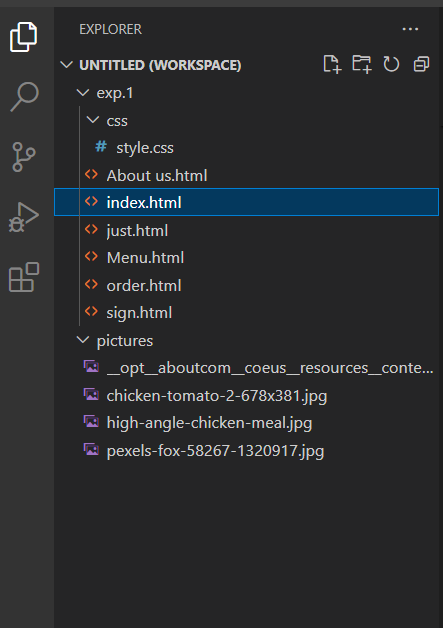 EXPLORER
UNTITLED (WORKSPACE)
exp.1
css
# style.css
<> About us.html
<> index.html
<> just.html
<> Menu.html
<> order.html
<> sign.html
pictures
__opt__aboutcom__coeus__resources__conte...
chicken-tomato-2-678x381.jpg
high-angle-chicken-meal.jpg
pexels-fox-58267-1320917.jpg